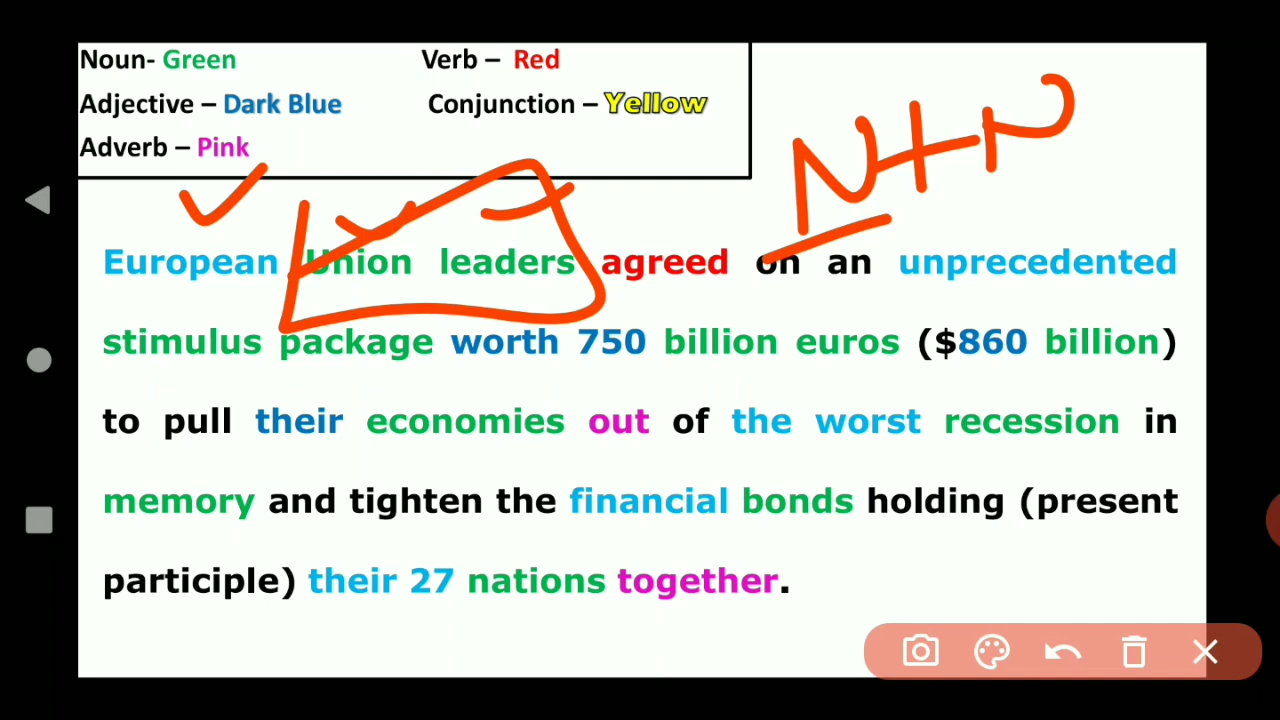 Noun- Green Verb – Red
Adjective – Dark Blue Conjunction – Yellow
Adverb – Pink
N+N
European Union leaders agreed on an unprecedented
stimulus package worth 750 billion euros ($860 billion)
to pull their economies out of the worst recession in
memory and tighten the financial bonds holding (present
participle) their 27 nations together.